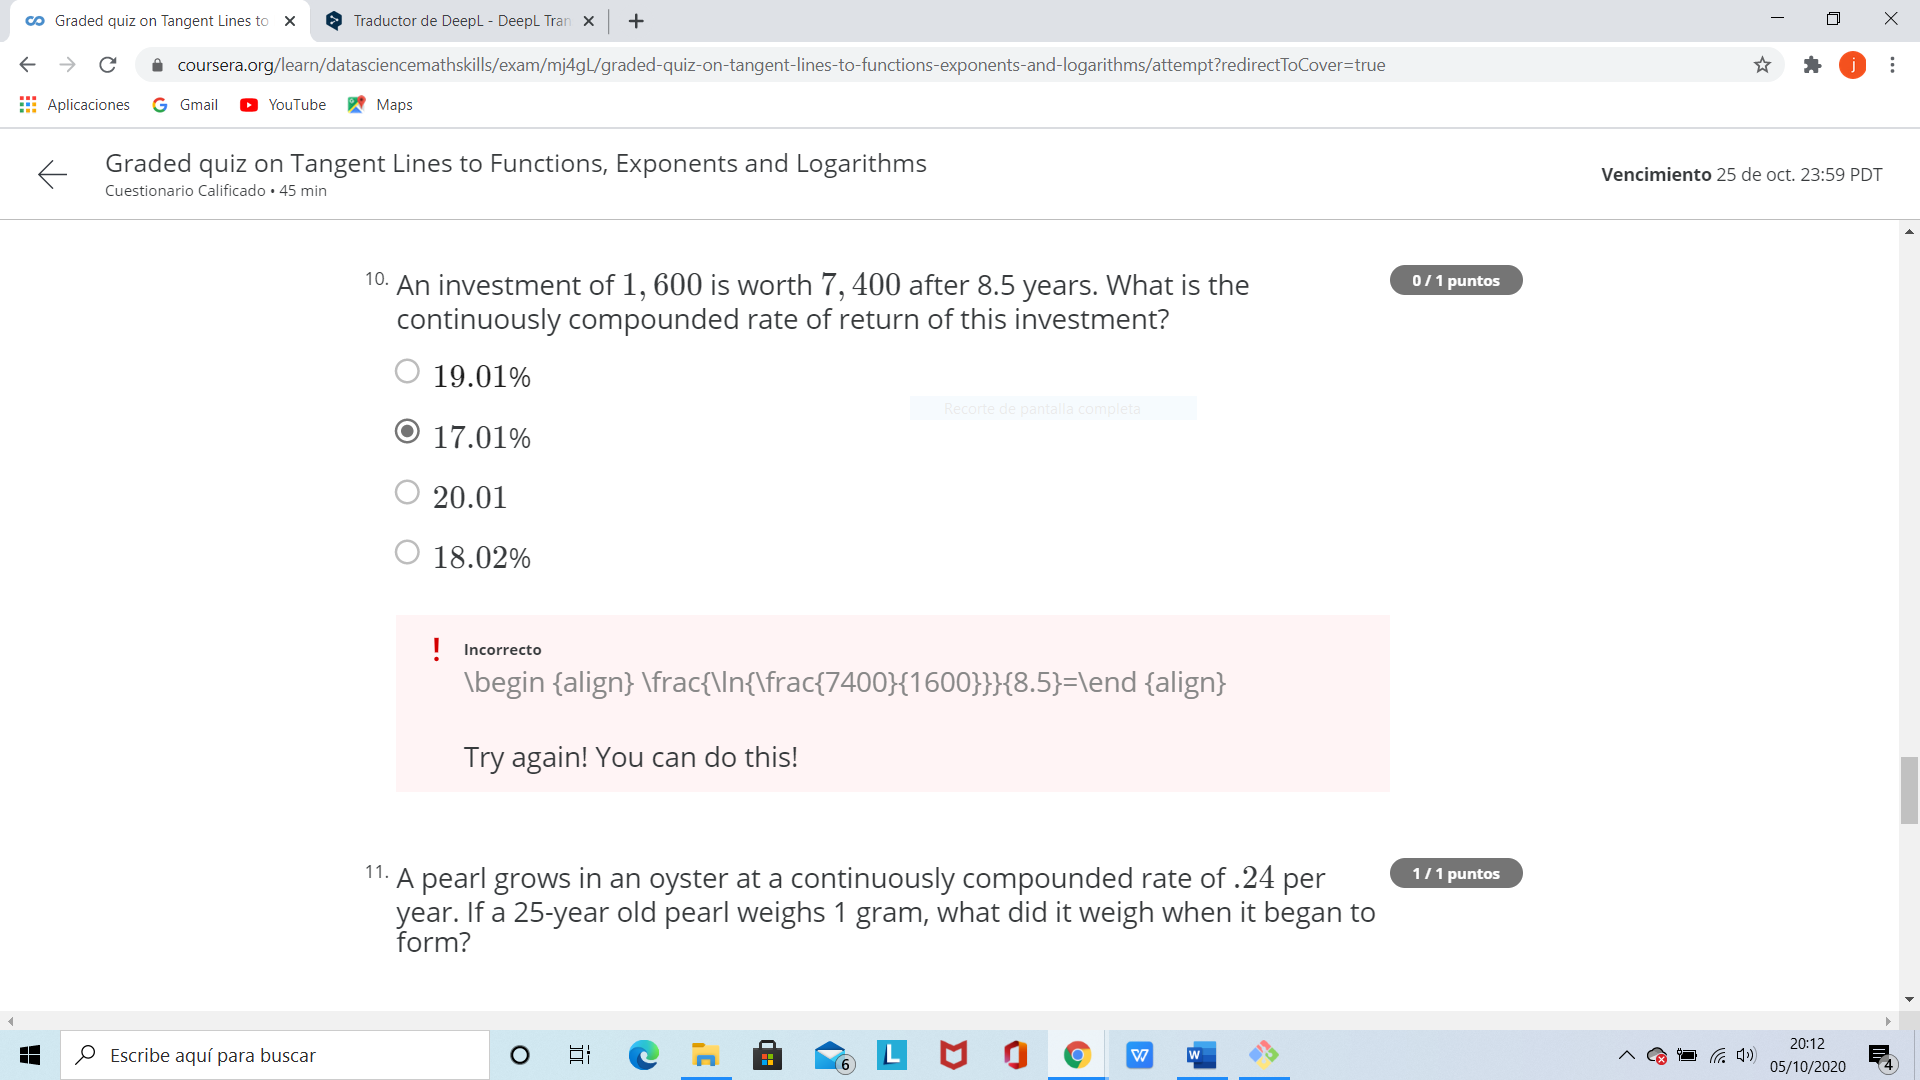 Graded quiz on Tangent Lines to
Traductor de DeepL - DeepL Tran
coursera.org/learn/datasciencemathskills/exam/mj4gL/graded-quiz-on-tangent-lines-to-functions-exponents-and-logarithms/attempt?redirectToCover=true
j
Aplicaciones
Gmail
YouTube
Maps
Graded quiz on Tangent Lines to Functions, Exponents and Logarithms
Cuestionario Calificado • 45 min
Vencimiento 25 de oct. 23:59 PDT
10. An investment of 1, 600 is worth 7, 400 after 8.5 years. What is the
continuously compounded rate of return of this investment?
0 / 1 puntos
19.01%
Recorte de pantalla completa
17.01%
20.01
18.02%
! Incorrecto
\begin {align} \frac{\ln{\frac{7400}{1600}}}{8.5}=\end {align}
Try again! You can do this!
11. A pearl grows in an oyster at a continuously compounded rate of .24 per
year. If a 25-year old pearl weighs 1 gram, what did it weigh when it began to
form?
1 / 1 puntos
Escribe aquí para buscar
6
L
W
W
20:12
05/10/2020
4